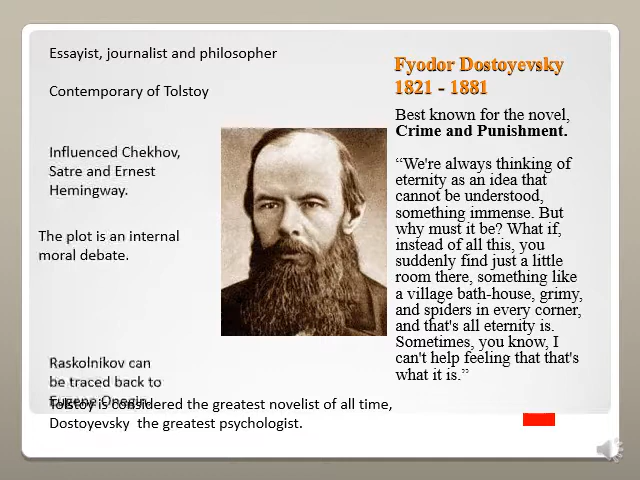 Essayist, journalist and philosopher
Contemporary of Tolstoy
Influenced Chekhov,
Satre and Ernest
Hemingway.
The plot is an internal
moral debate.
Raskolnikov can
be traced back to
Eugene Onegin.
Tolstoy is considered the greatest novelist of all time,
Dostoyevsky the greatest psychologist.
Fyodor Dostoyevsky
1821 - 1881
Best known for the novel,
Crime and Punishment.
“We're always thinking of
eternity as an idea that
cannot be understood,
something immense. But
why must it be? What if,
instead of all this, you
suddenly find just a little
room there, something like
a village bath-house, grimy,
and spiders in every corner,
and that's all eternity is.
Sometimes, you know, I
can't help feeling that that's
what it is.”